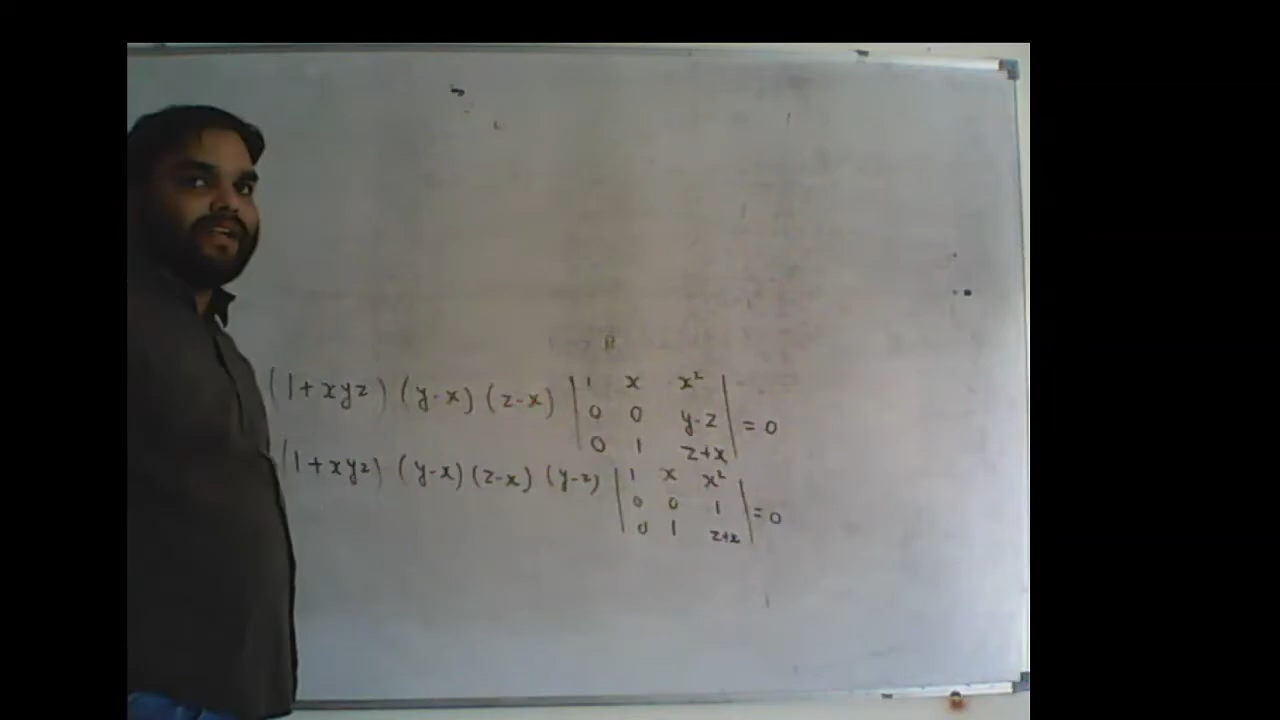 (1+xyz) (y-x) (z-x) | 1 x x² |
| 0 0 y-z | = 0
| 0 1 z+x |
(1+xyz) (y-x) (z-x) (y-z) | 1 x x² |
| 0 0 1 | = 0
| 0 1 z+x |